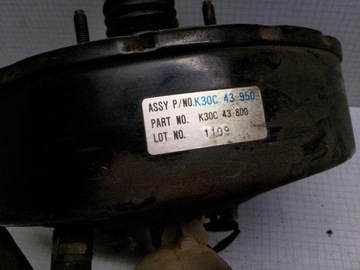 ASSY P/NO. K30C 43-950
PART NO. K30C 43-800
LOT NO. 1109